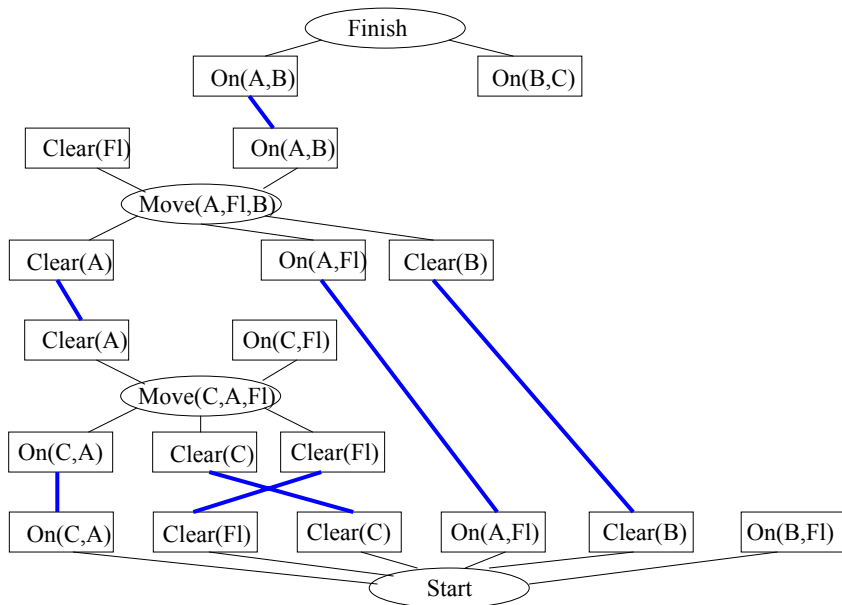 Finish
On(A,B) On(B,C)
Clear(Fl) On(A,B)
Move(A,Fl,B)
Clear(A) On(A,Fl) Clear(B)
Clear(A) On(C,Fl)
Move(C,A,Fl)
On(C,A) Clear(C) Clear(Fl)
On(C,A) Clear(Fl) Clear(C) On(A,Fl) Clear(B) On(B,Fl)
Start